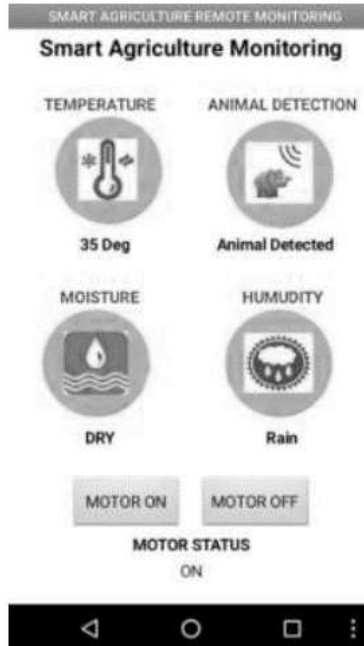 SMART AGRICULTURE REMOTE MONITORING
Smart Agriculture Monitoring
TEMPERATURE ANIMAL DETECTION
35 Deg Animal Detected
MOISTURE HUMUDITY
DRY Rain
MOTOR ON MOTOR OFF
MOTOR STATUS
ON